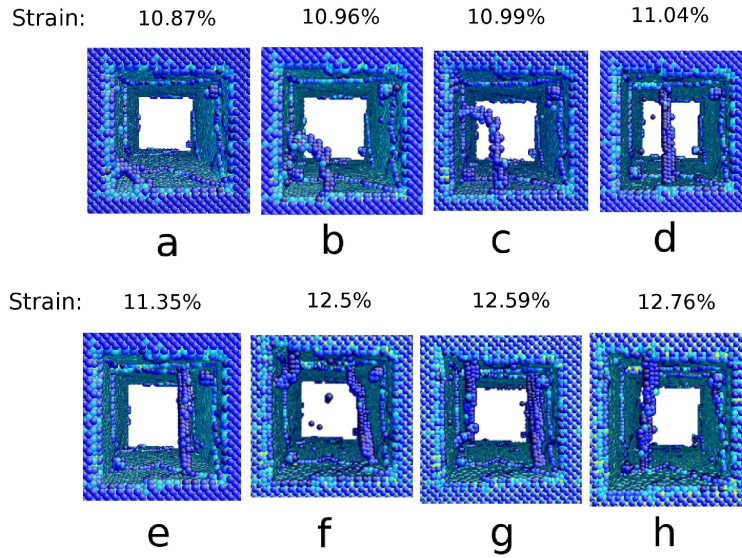 Strain: 10.87% 10.96% 10.99% 11.04%
a b c d
Strain: 11.35% 12.5% 12.59% 12.76%
e f g h